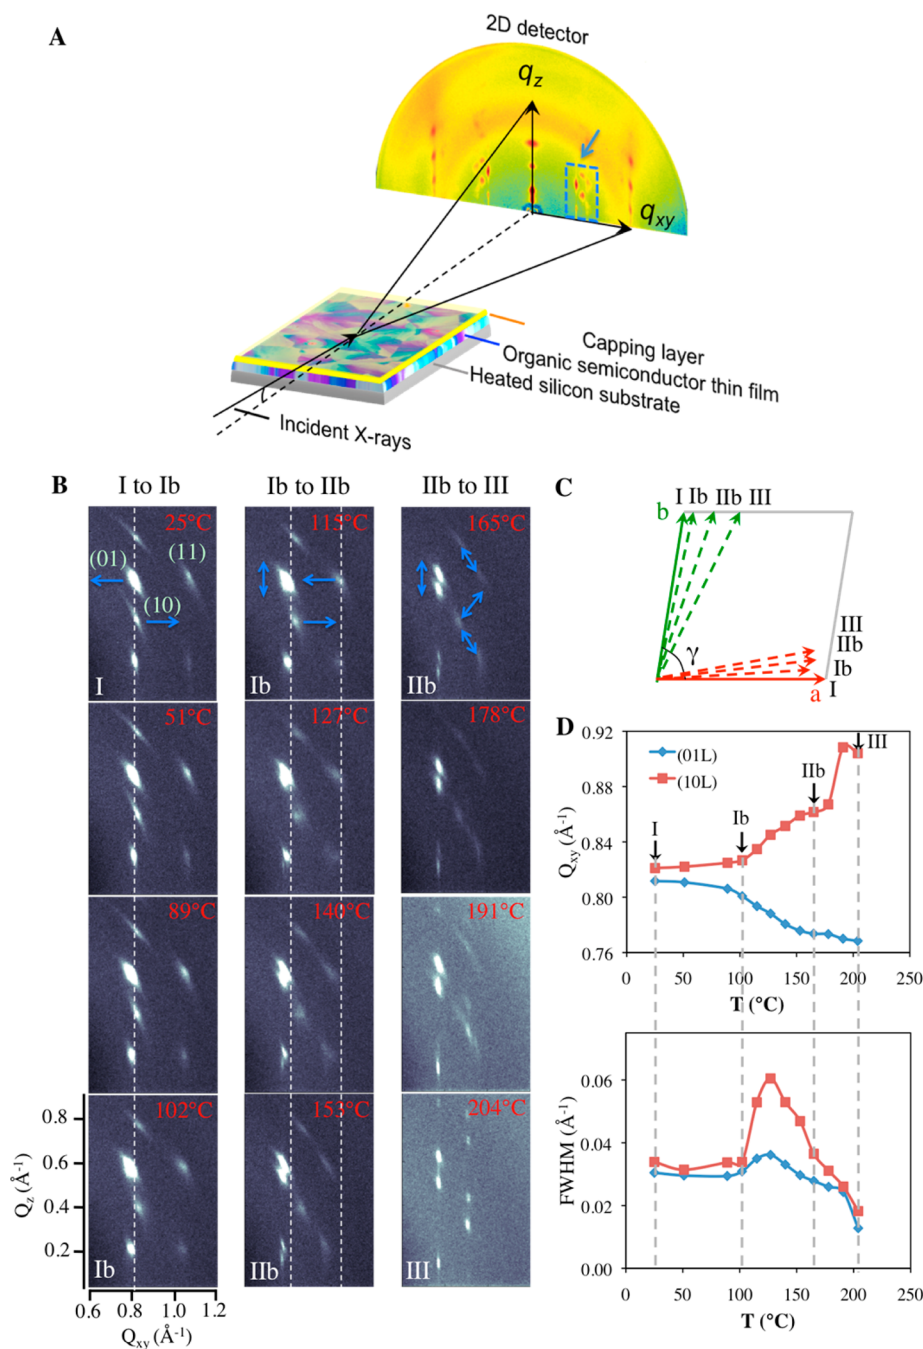 A
2D detector
qz
qxy
Capping layer
Organic semiconductor thin film
Heated silicon substrate
Incident X-rays
B
I to Ib
Ib to IIb
IIb to III
25°C
(01)
(11)
(10)
I
115°C
Ib
165°C
IIb
51°C
127°C
178°C
89°C
140°C
191°C
102°C
Ib
153°C
IIb
204°C
III
0.8
0.6
0.4
0.2
Qz (Å-1)
0.6 0.8 1.0 1.2
Qxy (Å-1)
C
b
I Ib IIb III
γ
III
IIb
Ib
I
a
D
0.92
0.88
0.84
0.80
0.76
Qxy (Å-1)
(01L)
(10L)
I
Ib
IIb
III
0 50 100 150 200 250
T (°C)
0.06
0.04
0.02
0.00
FWHM (Å-1)
0 50 100 150 200 250
T (°C)